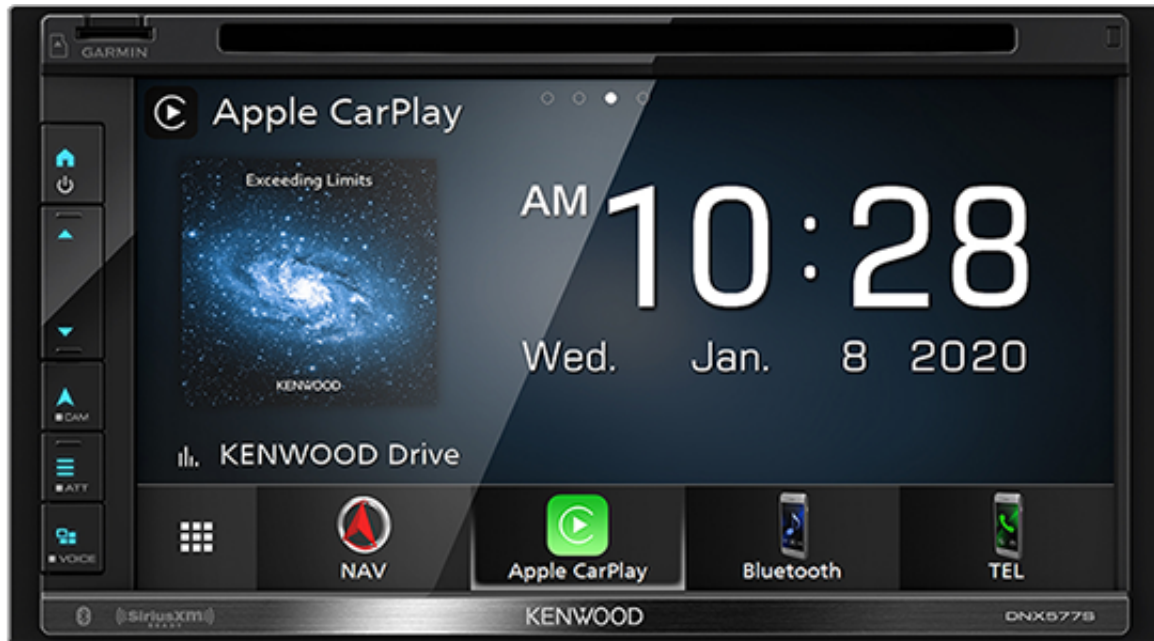 GARMIN
Apple CarPlay
Exceeding Limits
KENWOOD
KENWOOD Drive
AM 10:28
Wed. Jan. 8 2020
CAM
ATT
VOICE
NAV
Apple CarPlay
Bluetooth
TEL
((SiriusXM))
READY
KENWOOD
DNX577S